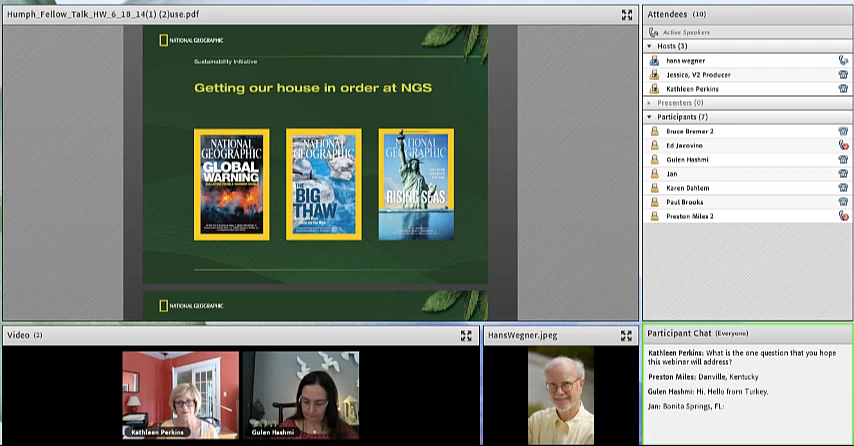 Humph_Fellow_Talk_HW_6_18_14(1) (2)use.pdf
NATIONAL GEOGRAPHIC
Sustainability Initiative
Getting our house in order at NGS
NATIONAL
GEOGRAPHIC
GLOBAL
WARNING
NATIONAL
GEOGRAPHIC
THE
BIG
THAW
NATIONAL
GEOGRAPHIC
RISING SEAS
NATIONAL GEOGRAPHIC
Attendees (10)
Active Speakers
Hosts (3)
hans wegner
Jessica, V2 Producer
Kathleen Perkins
Presenters (0)
Participants (7)
Bruce Bremer 2
Ed Jacovino
Gulen Hashmi
Jan
Karen Dahlem
Paul Brooks
Preston Miles 2
Video (2)
Kathleen Perkins
Gulen Hashmi
HansWegner.jpeg
Participant Chat (Everyone)
Kathleen Perkins: What is the one question that you hope
this webinar will address?
Preston Miles: Danville, Kentucky
Gulen Hashmi: Hi. Hello from Turkey.
Jan: Bonita Springs, FL: